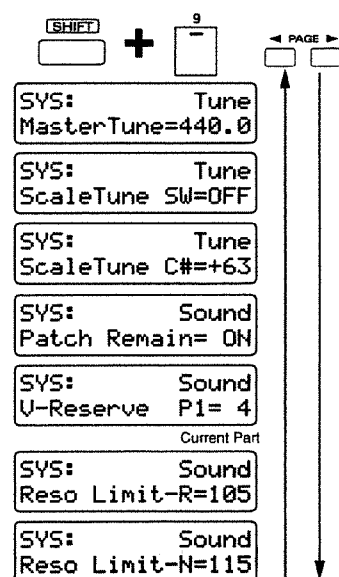 SHIFT
+
9
◄ PAGE ►
SYS: Tune
MasterTune=440.0
SYS: Tune
ScaleTune SW=OFF
SYS: Tune
ScaleTune C#=+63
SYS: Sound
Patch Remain= ON
SYS: Sound
V-Reserve P1= 4
Current Part
SYS: Sound
Reso Limit-R=105
SYS: Sound
Reso Limit-N=115